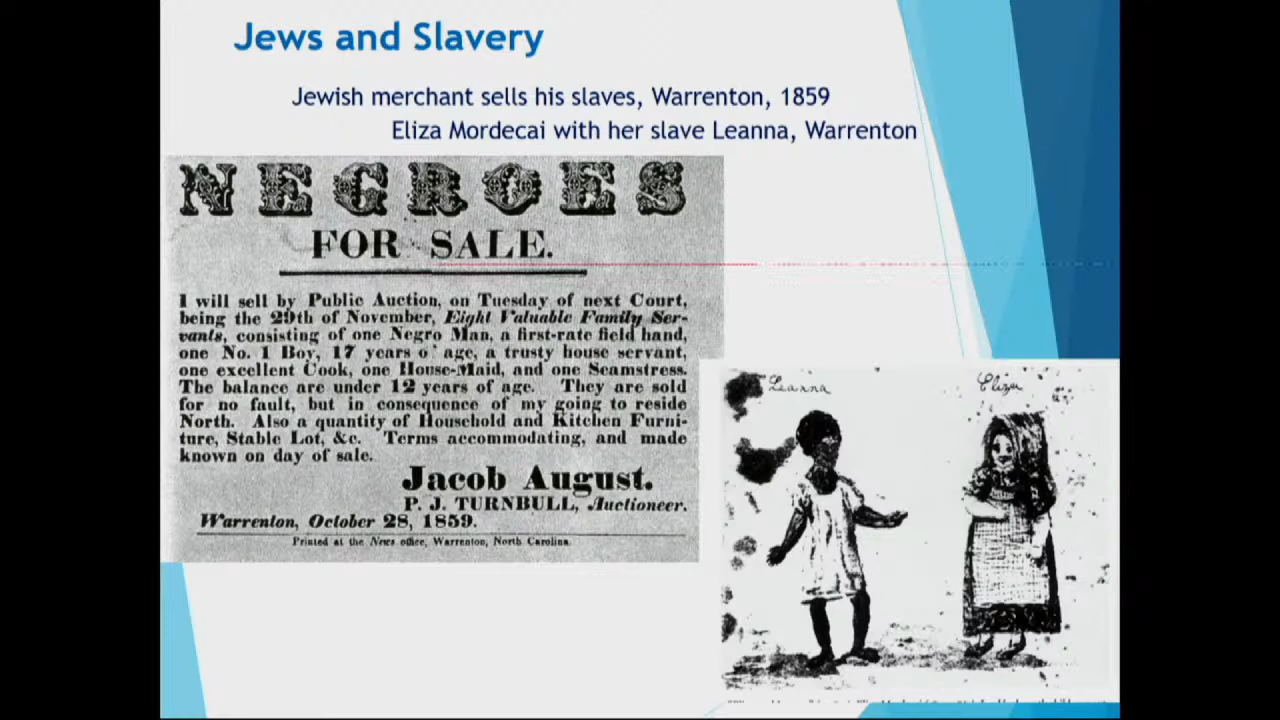 Jews and Slavery
Jewish merchant sells his slaves, Warrenton, 1859
Eliza Mordecai with her slave Leanna, Warrenton
NEGROES
FOR SALE.
I will sell by Public Auction, on Tuesday of next Court,
being the 29th of November, Eight Valuable Family Ser-
vants, consisting of one Negro Man, a first-rate field hand,
one No. 1 Boy, 17 years o' age, a trusty house servant,
one excellent Cook, one House-Maid, and one Seamstress.
The balance are under 12 years of age. They are sold
for no fault, but in consequence of my going to reside
North. Also a quantity of Household and Kitchen Furni-
ture, Stable Lot, &c. Terms accommodating, and made
known on day of sale.
Jacob August.
P. J. TURNBULL, Auctioneer.
Warrenton, October 28, 1859.
Printed at the News office, Warrenton, North Carolina.
Leanna
Eliza